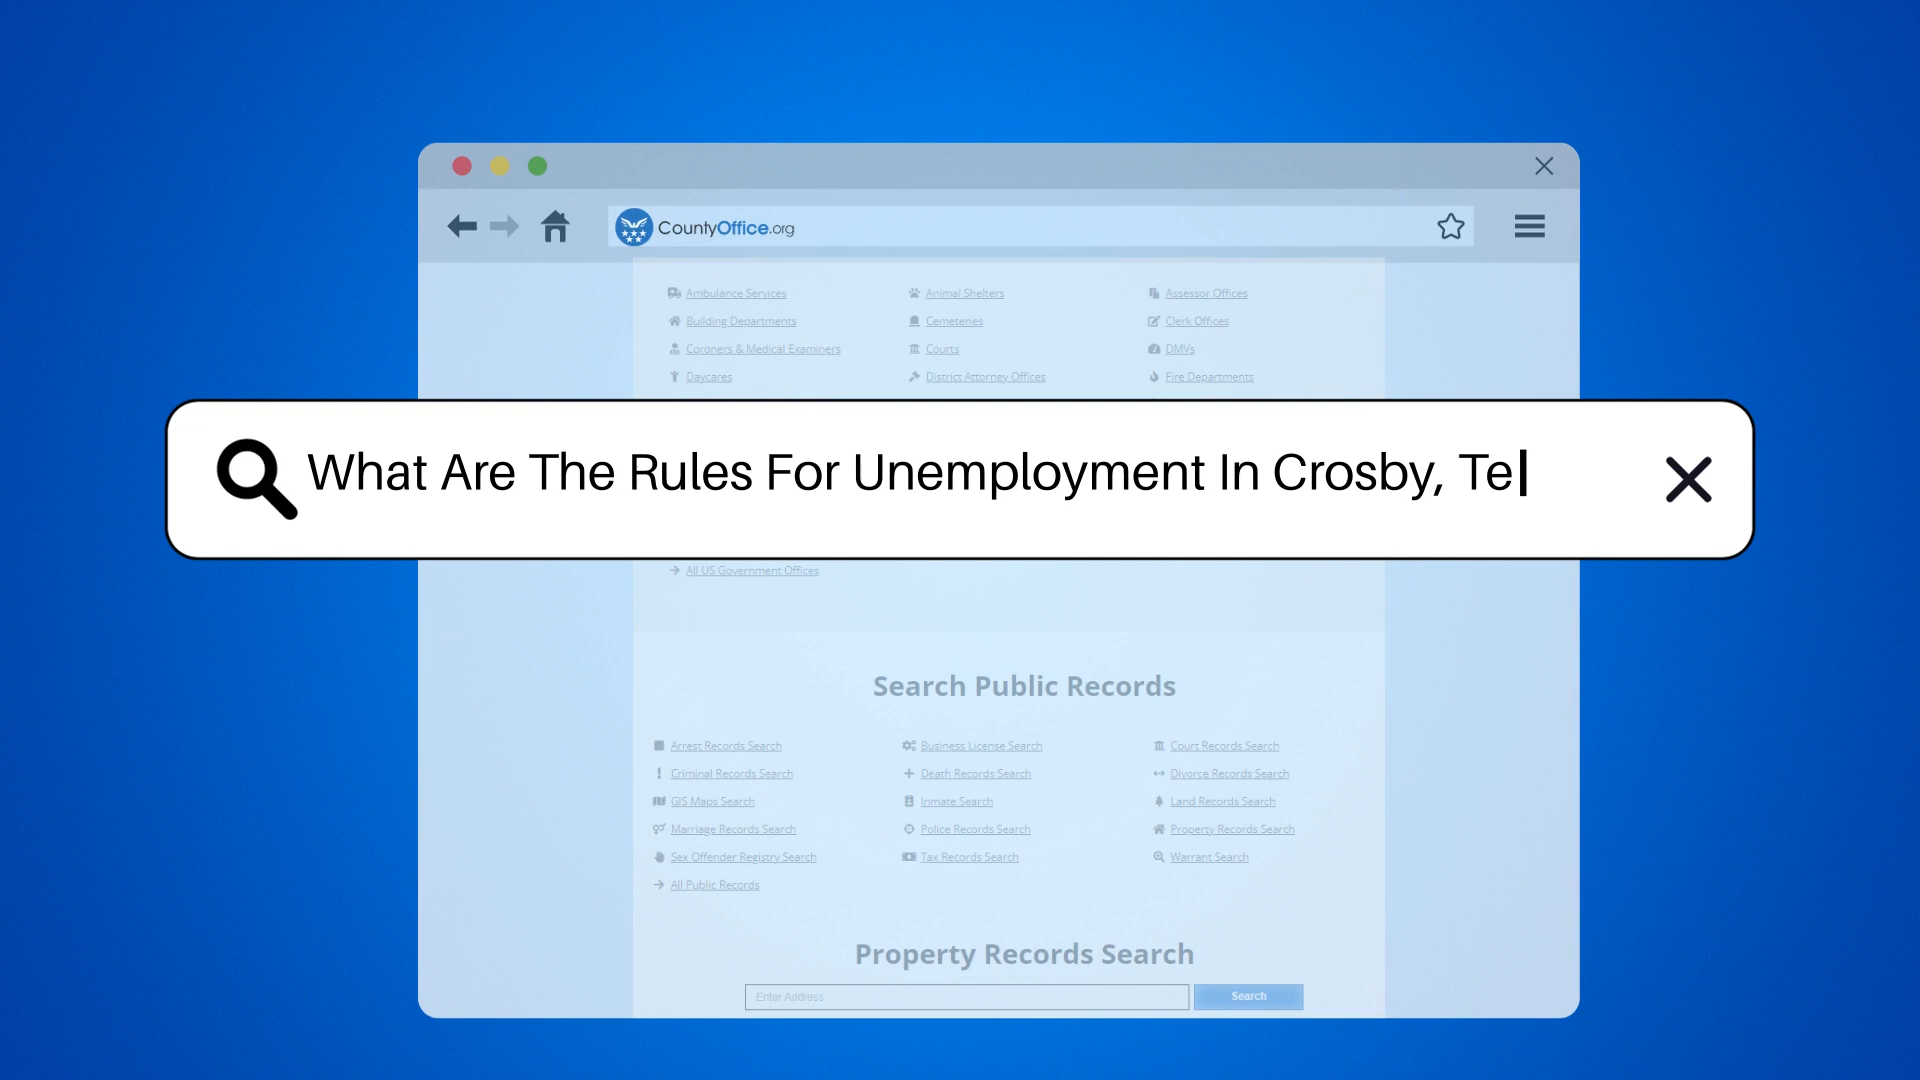 CountyOffice.org
Ambulance Services Animal Shelters Assessor Offices
Building Departments Cemeteries Clerk Offices
Coroners & Medical Examiners Courts DMVs
Daycares District Attorney Offices Fire Departments
What Are The Rules For Unemployment In Crosby, Te
All US Government Offices
Search Public Records
Arrest Records Search Business License Search Court Records Search
Criminal Records Search Death Records Search Divorce Records Search
GIS Maps Search Inmate Search Land Records Search
Marriage Records Search Police Records Search Property Records Search
Sex Offender Registry Search Tax Records Search Warrant Search
All Public Records
Property Records Search
Enter Address Search